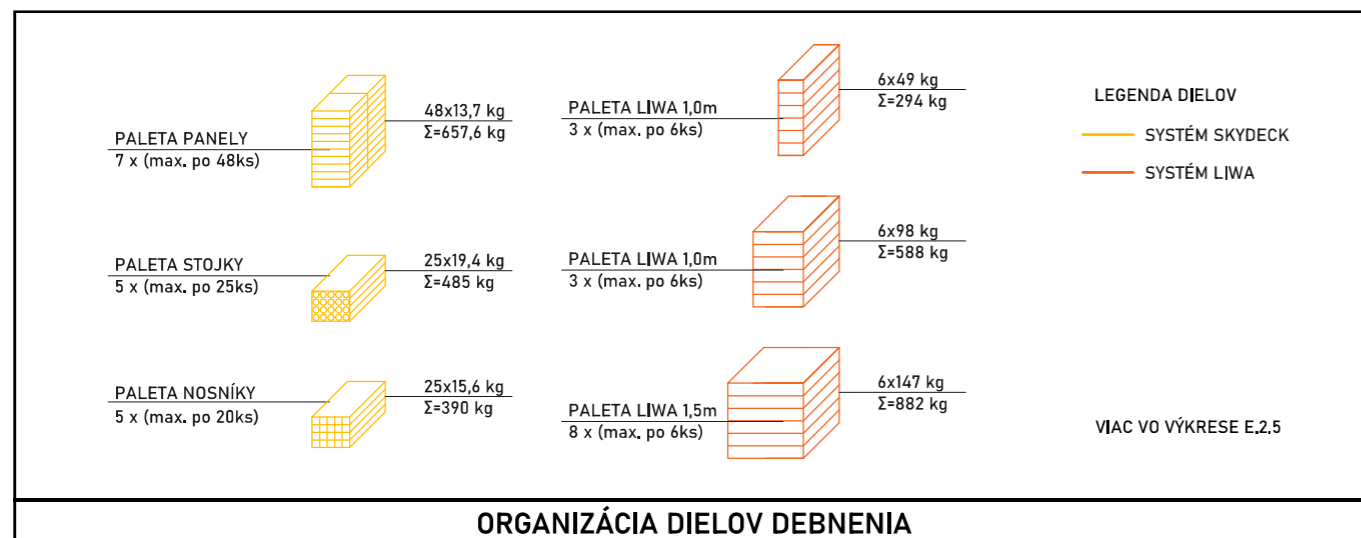 PALETA PANELY
7 x (max. po 48ks)
48x13,7 kg
Σ=657,6 kg
PALETA STOJKY
5 x (max. po 25ks)
25x19,4 kg
Σ=485 kg
PALETA NOSNÍKY
5 x (max. po 20ks)
25x15,6 kg
Σ=390 kg
PALETA LIWA 1,0m
3 x (max. po 6ks)
6x49 kg
Σ=294 kg
PALETA LIWA 1,0m
3 x (max. po 6ks)
6x98 kg
Σ=588 kg
PALETA LIWA 1,5m
8 x (max. po 6ks)
6x147 kg
Σ=882 kg
LEGENDA DIELOV
SYSTÉM SKYDECK
SYSTÉM LIWA
VIAC VO VÝKRESE E.2.5
ORGANIZÁCIA DIELOV DEBNENIA